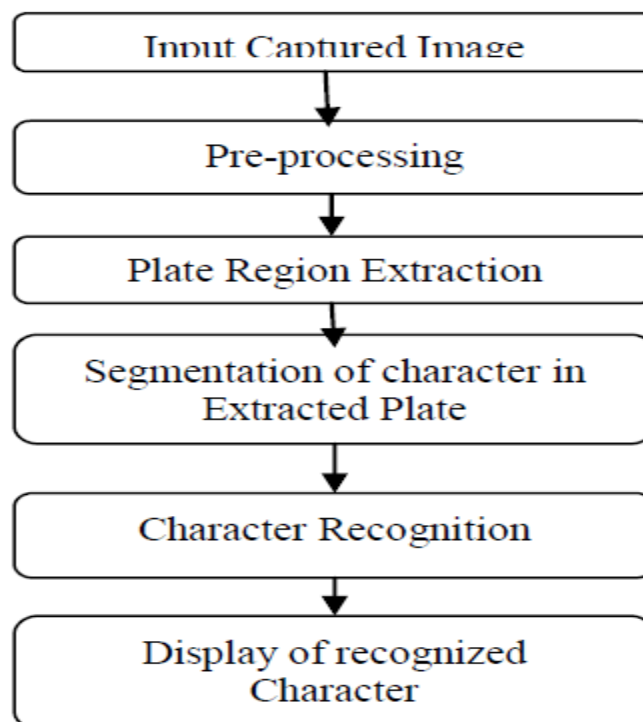 Input Captured Image
Pre-processing
Plate Region Extraction
Segmentation of character in
Extracted Plate
Character Recognition
Display of recognized
Character